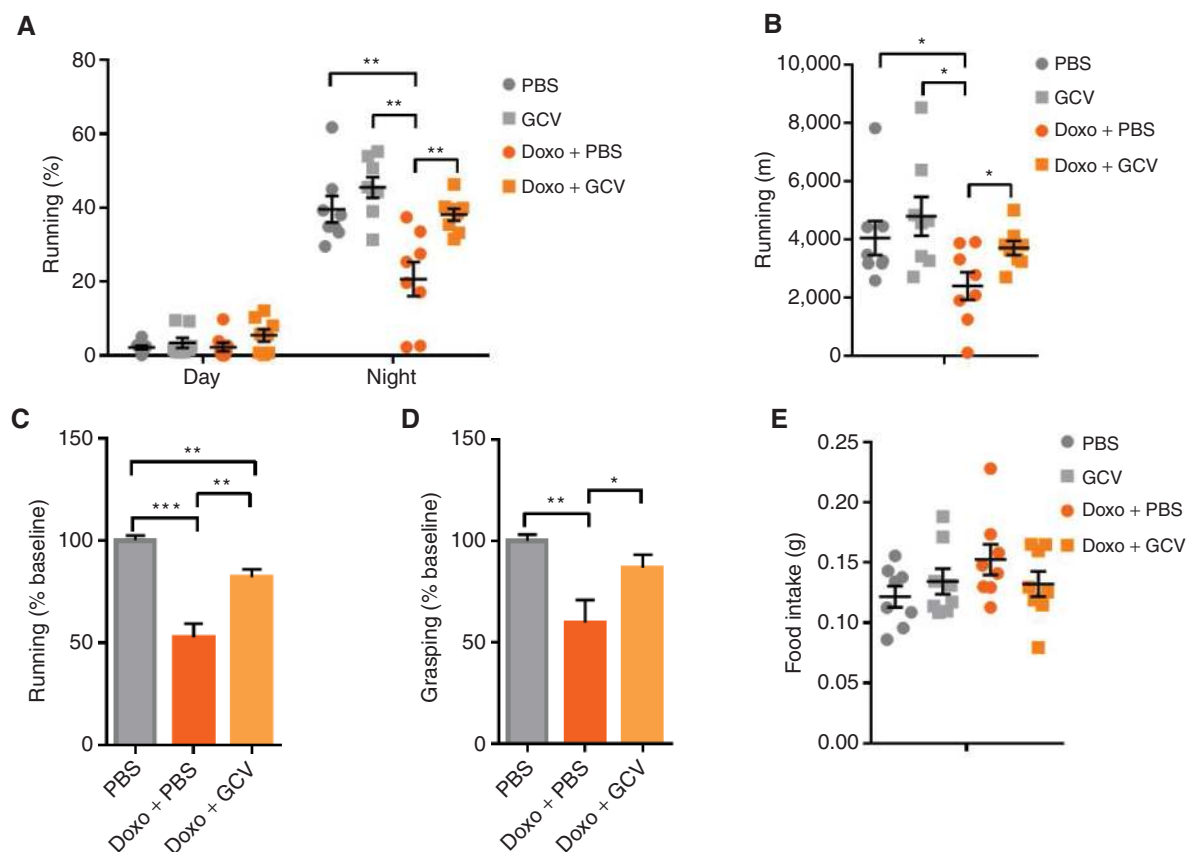 A
Running (%)
80
60
40
20
0
**
**
**
Day
Night
PBS
GCV
Doxo + PBS
Doxo + GCV
B
Running (m)
10,000
8,000
6,000
4,000
2,000
0
*
*
*
PBS
GCV
Doxo + PBS
Doxo + GCV
C
Running (% baseline)
150
100
50
0
**
***
**
PBS
Doxo + PBS
Doxo + GCV
D
Grasping (% baseline)
150
100
50
0
**
*
PBS
Doxo + PBS
Doxo + GCV
E
Food intake (g)
0.25
0.20
0.15
0.10
0.05
0.00
PBS
GCV
Doxo + PBS
Doxo + GCV